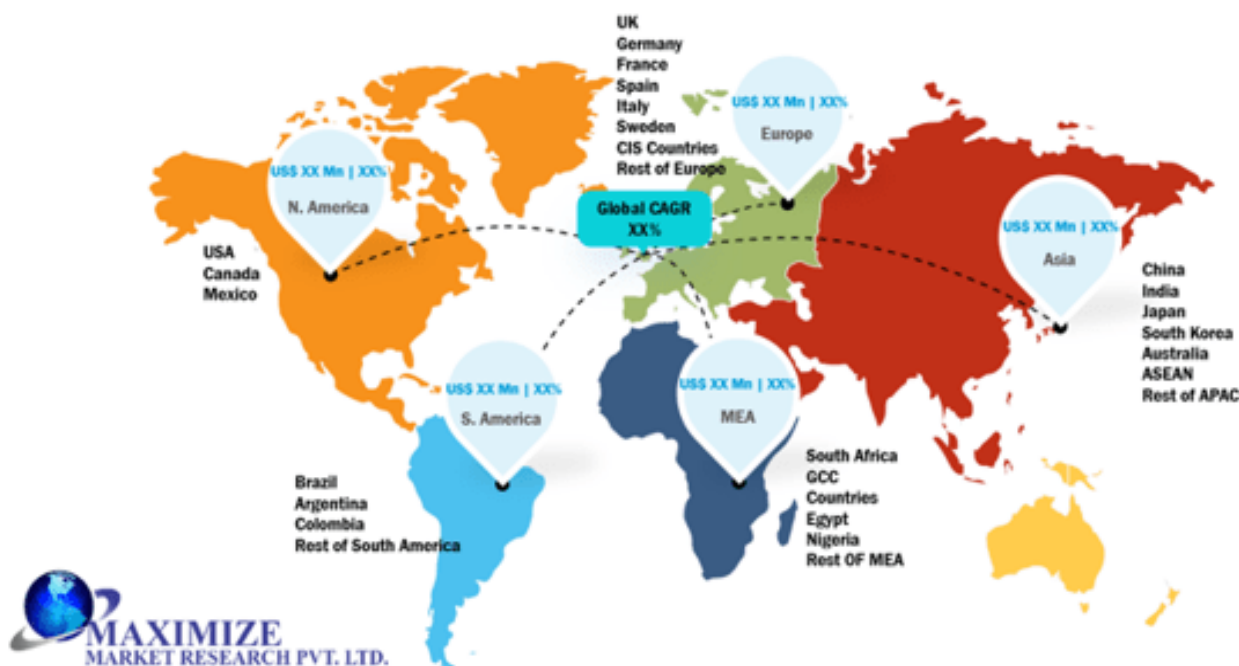 UK
Germany
France
Spain
Italy
Sweden
CIS Countries
Rest of Europe
US$ XX Mn | XX%
Europe
US$ XX Mn | XX%
N. America
Global CAGR
XX%
US$ XX Mn | XX%
Asia
USA
Canada
Mexico
China
India
Japan
South Korea
Australia
ASEAN
Rest of APAC
US$ XX Mn | XX%
S. America
US$ XX Mn | XX%
MEA
Brazil
Argentina
Colombia
Rest of South America
South Africa
GCC
Countries
Egypt
Nigeria
Rest OF MEA
MAXIMIZE
MARKET RESEARCH PVT. LTD.